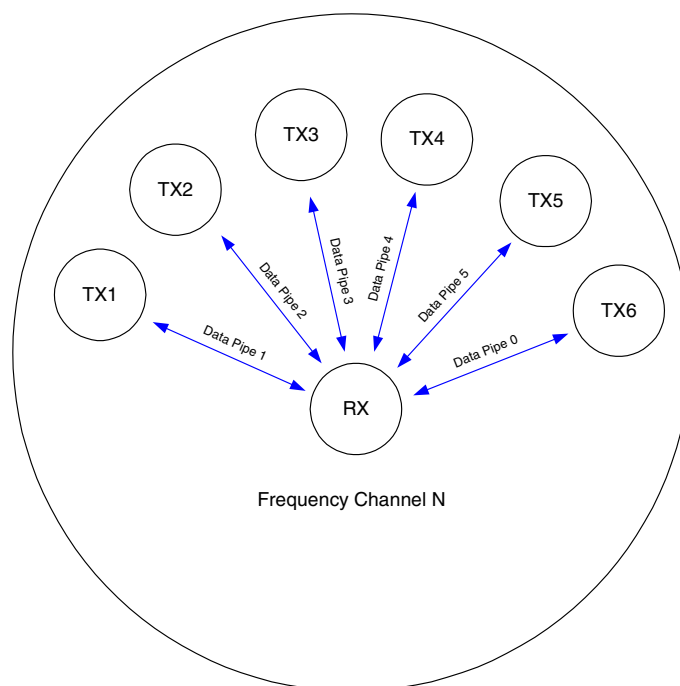 TX3
TX4
TX2
TX5
TX1
TX6
Data Pipe 1
Data Pipe 2
Data Pipe 3
Data Pipe 4
Data Pipe 5
Data Pipe 0
RX
Frequency Channel N